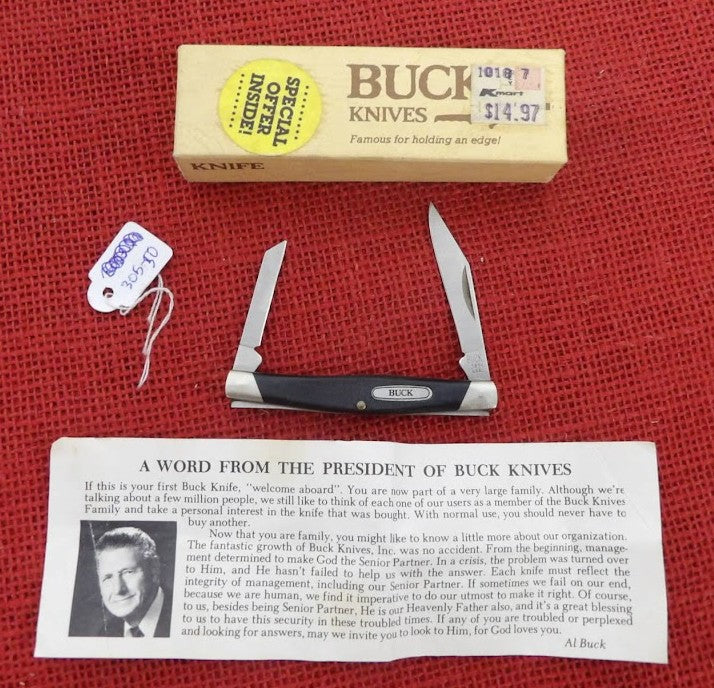 SPECIAL
OFFER
INSIDE!
BUCK
KNIVES
Famous for holding an edge!
1018 7
Kmart
$14.97
KNIFE
305-30
BUCK
A WORD FROM THE PRESIDENT OF BUCK KNIVES
If this is your first Buck Knife, "welcome aboard". You are now part of a very large family. Although we're
talking about a few million people, we still like to think of each one of our users as a member of the Buck Knives
Family and take a personal interest in the knife that was bought. With normal use, you should never have to
buy another.
Now that you are family, you might like to know a little more about our organization.
The fantastic growth of Buck Knives, Inc. was no accident. From the beginning, manage-
ment determined to make God the Senior Partner. In a crisis, the problem was turned over
to Him, and He hasn't failed to help us with the answer. Each knife must reflect the
integrity of management, including our Senior Partner. If sometimes we fail on our end,
because we are human, we find it imperative to do our utmost to make it right. Of course,
to us, besides being Senior Partner, He is our Heavenly Father also, and it's a great blessing
to us to have this security in these troubled times. If any of you are troubled or perplexed
and looking for answers, may we invite you to look to Him, for God loves you.
Al Buck